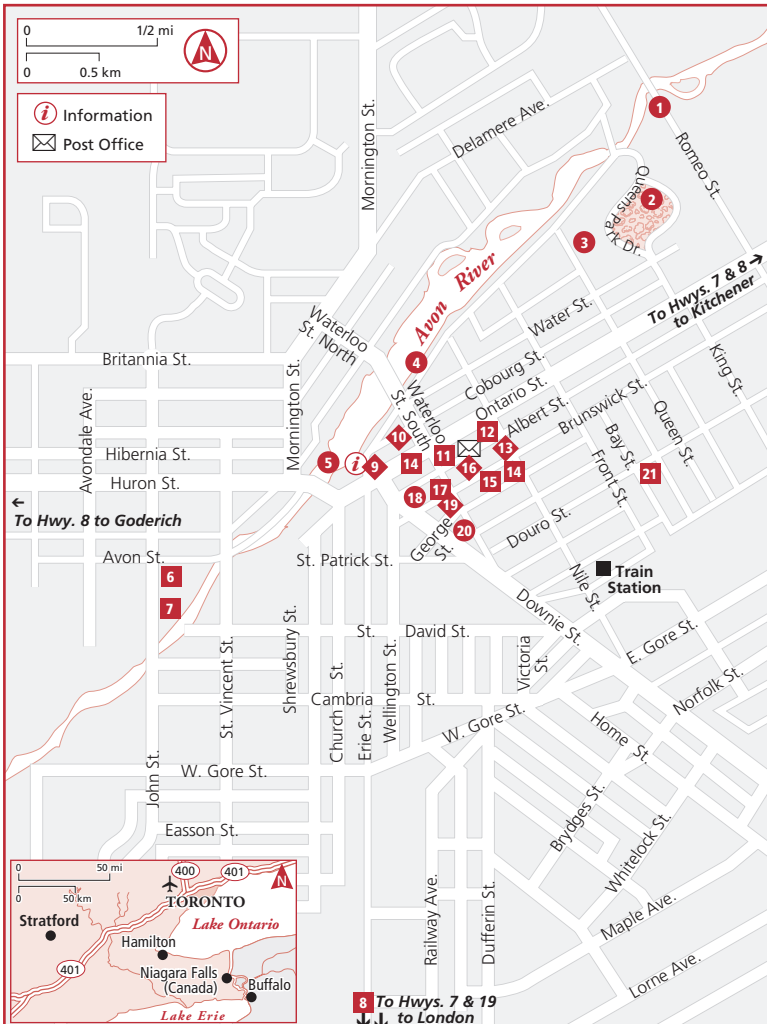 0 1/2 mi
0 0.5 km
N
i Information
Post Office
Mornington St.
Delamere Ave.
1
Romeo St.
2
Queens Park Dr.
3
Avon River
To Hwys. 7 & 8
to Kitchener
Water St.
Waterloo
St. North
Britannia St.
4
Cobourg St.
King St.
Mornington St.
Waterloo
St. South
Ontario St.
Albert St.
Brunswick St.
Queen St.
Avondale Ave.
Bay St.
Front St.
Hibernia St.
10
12
13
5
i
9
14
11
16
14
21
Huron St.
15
17
18
19
To Hwy. 8 to Goderich
20
George
St.
Douro St.
Avon St.
St. Patrick St.
6
Nile St.
Train
Station
7
Downie St.
St. David St.
E. Gore St.
Victoria
St.
St. Vincent St.
Shrewsbury St.
Church St.
Erie St.
Wellington St.
Cambria St.
Norfolk St.
W. Gore St.
Home St.
John St.
W. Gore St.
Brydges St.
Easson St.
Whitelock St.
Railway Ave.
Dufferin St.
Maple Ave.
Lorne Ave.
8 To Hwys. 7 & 19
to London
0 50 mi
0 50 km
400
401
N
TORONTO
Stratford
Lake Ontario
Hamilton
401
Niagara Falls
(Canada)
Buffalo
Lake Erie